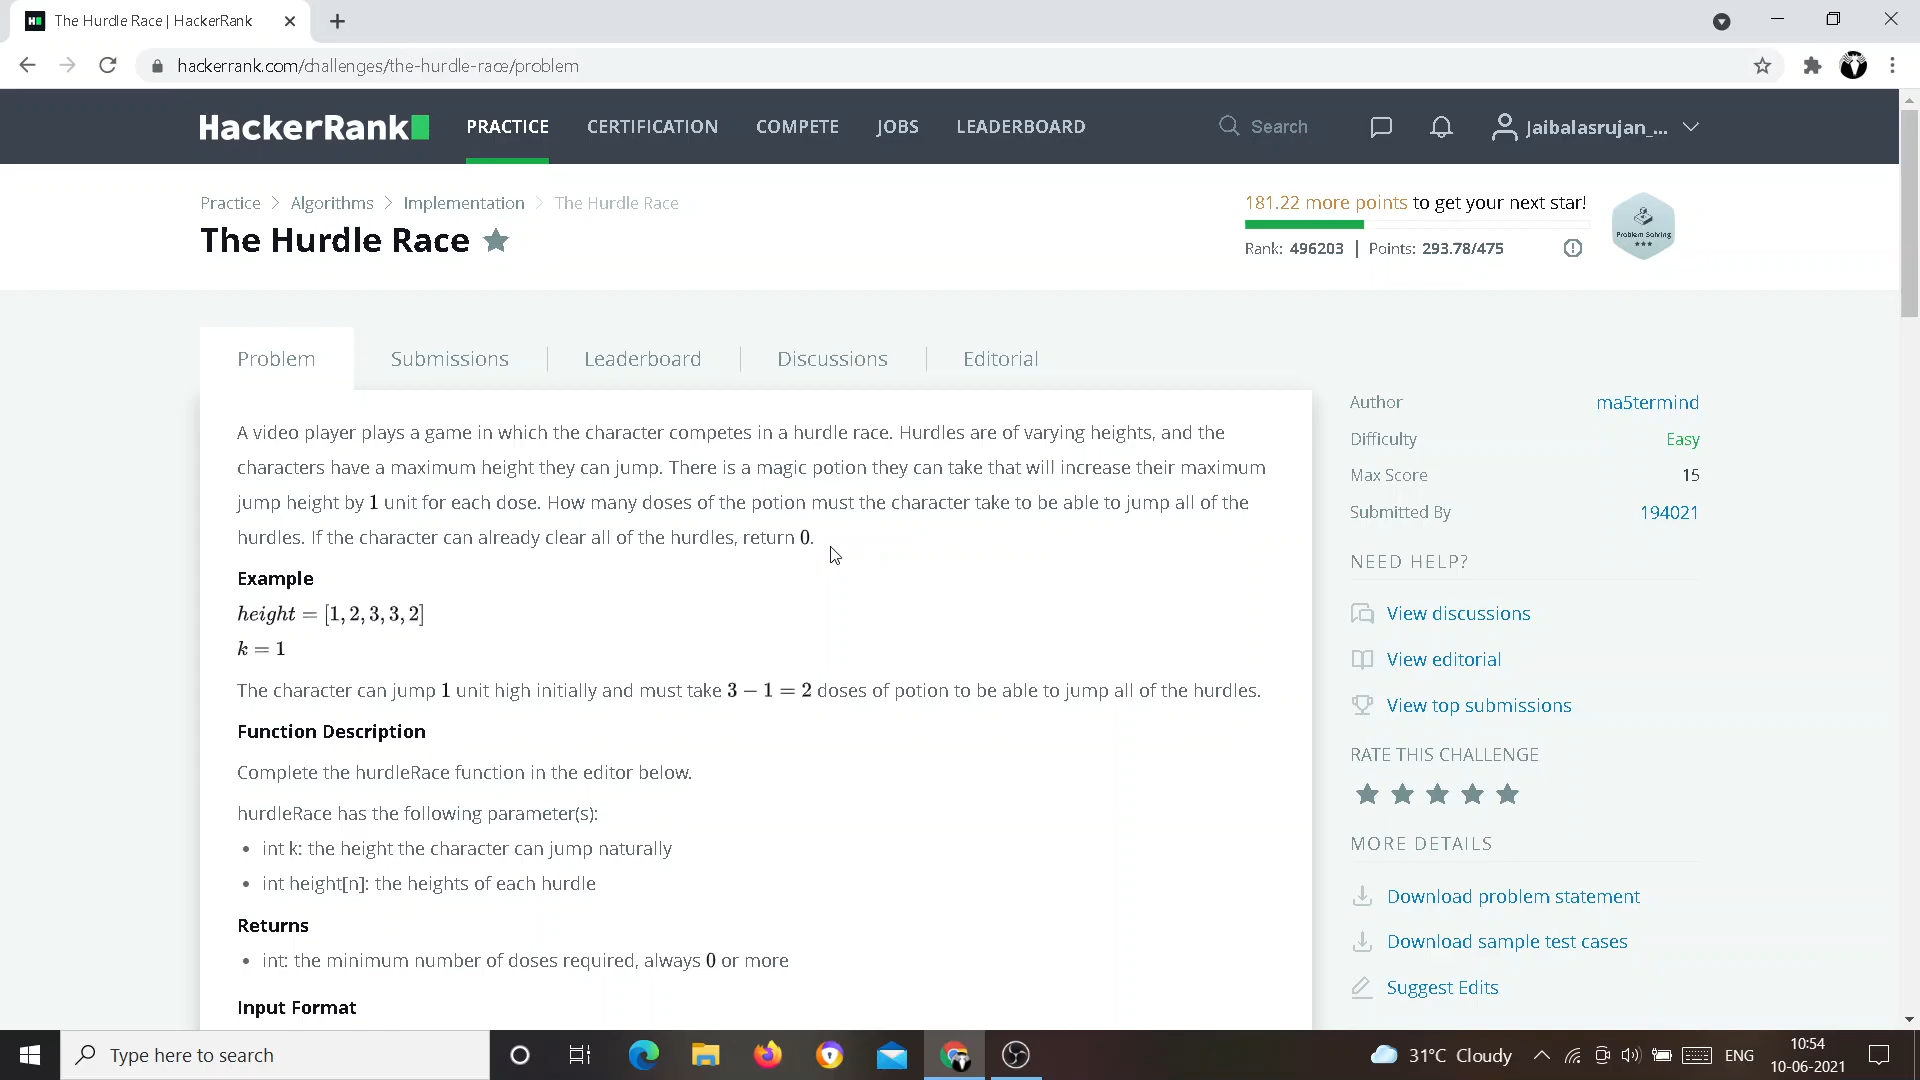 The Hurdle Race | HackerRank
hackerrank.com/challenges/the-hurdle-race/problem
HackerRank PRACTICE CERTIFICATION COMPETE JOBS LEADERBOARD Search Jaibalasrujan_...
Practice > Algorithms > Implementation > The Hurdle Race
181.22 more points to get your next star!
The Hurdle Race
Rank: 496203 | Points: 293.78/475
Problem Solving
Problem Submissions Leaderboard Discussions Editorial
A video player plays a game in which the character competes in a hurdle race. Hurdles are of varying heights, and the
characters have a maximum height they can jump. There is a magic potion they can take that will increase their maximum
jump height by 1 unit for each dose. How many doses of the potion must the character take to be able to jump all of the
hurdles. If the character can already clear all of the hurdles, return 0.
Example
height = [1, 2, 3, 3, 2]
k = 1
The character can jump 1 unit high initially and must take 3 − 1 = 2 doses of potion to be able to jump all of the hurdles.
Function Description
Complete the hurdleRace function in the editor below.
hurdleRace has the following parameter(s):
• int k: the height the character can jump naturally
• int height[n]: the heights of each hurdle
Returns
• int: the minimum number of doses required, always 0 or more
Input Format
Author ma5termind
Difficulty Easy
Max Score 15
Submitted By 194021
NEED HELP?
View discussions
View editorial
View top submissions
RATE THIS CHALLENGE
MORE DETAILS
Download problem statement
Download sample test cases
Suggest Edits
Type here to search
31°C Cloudy
ENG
10:54
10-06-2021